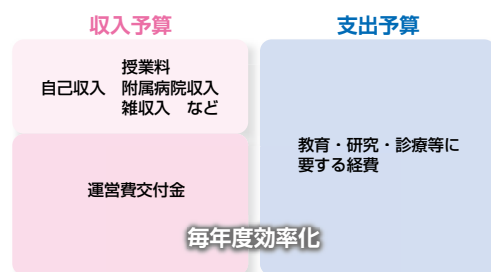 収入予算
支出予算
授業料
自己収入 附属病院収入
雑収入 など
運営費交付金
教育・研究・診療等に
要する経費
毎年度効率化